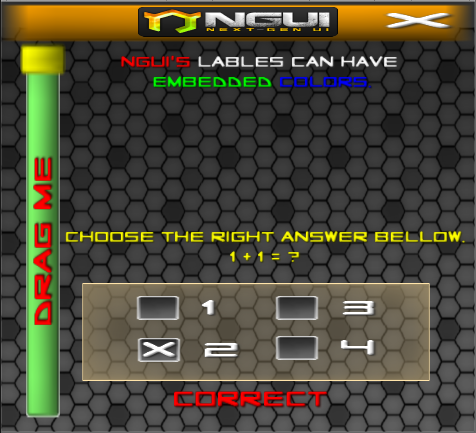 NGUI
NEXT-GEN UI
NGUI'S LABLES CAN HAVE
EMBEDDED COLORS.
DRAG ME
CHOOSE THE RIGHT ANSWER BELLOW.
1 + 1 = ?
1 3
X 2 4
CORRECT